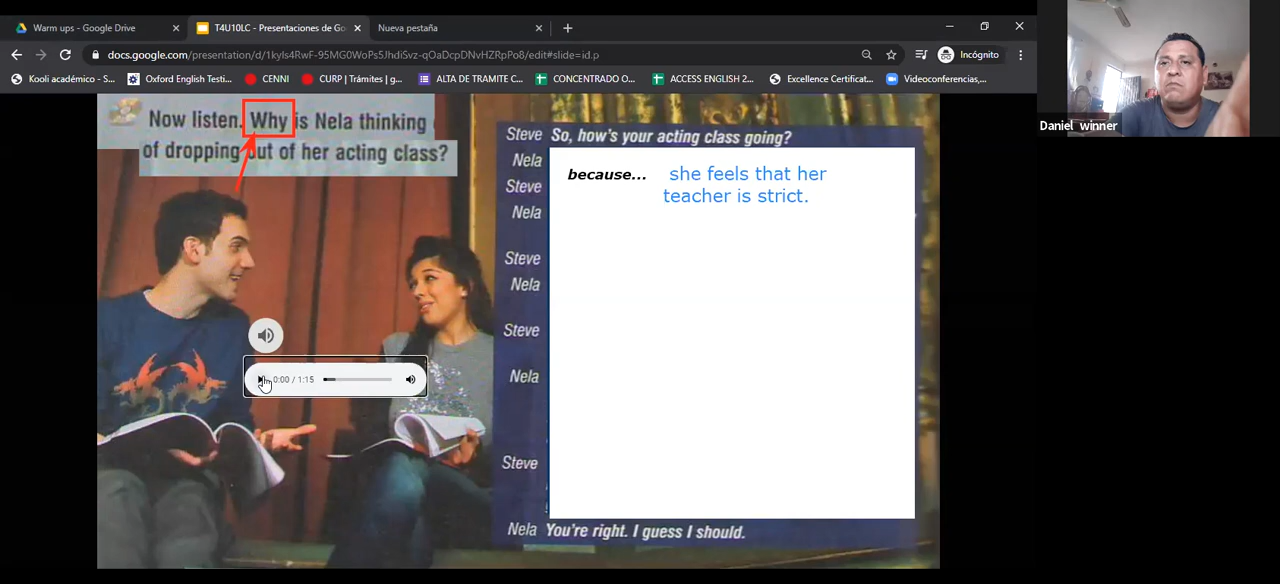 Warm ups - Google Drive
T4U10LC - Presentaciones de Go
Nueva pestaña
docs.google.com/presentation/d/1kyls4RwF-95MG0WoPs5JhdiSvz-qOaDcpDNvHZRpPo8/edit#slide=id.p
Incógnito
Kooli académico - S...
Oxford English Testi...
CENNI
CURP | Trámites | g...
ALTA DE TRAMITE C...
CONCENTRADO O...
ACCESS ENGLISH 2...
Excellence Certificat...
Videoconferencias,...
Daniel winner
Now listen. Why is Nela thinking
of dropping out of her acting class?
0:00 / 1:15
Steve So, how's your acting class going?
Nela
Steve
Nela
Steve
Nela
Steve
Nela
Steve
because... she feels that her
teacher is strict.
Nela You're right. I guess I should.